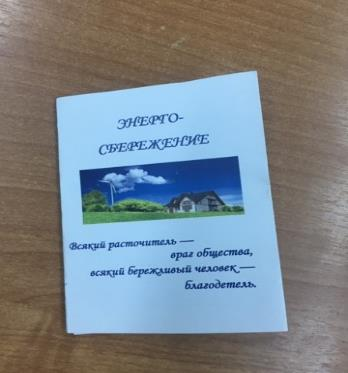 ЭНЕРГО-
СБЕРЕЖЕНИЕ
Всякий расточитель —
враг общества,
всякий бережливый человек —
благодетель.